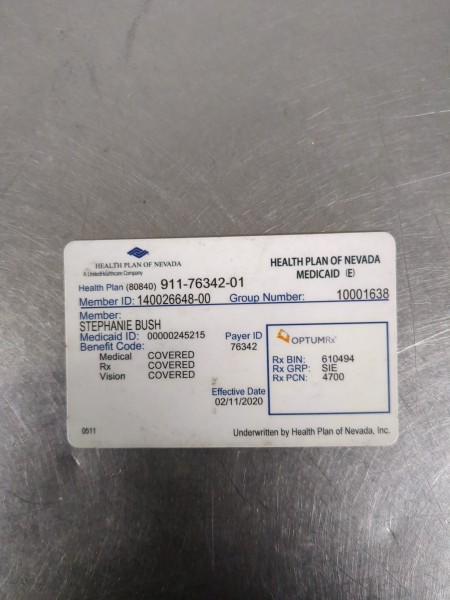 HEALTH PLAN OF NEVADA
A UnitedHealthcare Company
HEALTH PLAN OF NEVADA
MEDICAID (E)
Health Plan (80840) 911-76342-01
Member ID: 140026648-00 Group Number: 10001638
Member:
STEPHANIE BUSH
Medicaid ID: 00000245215 Payer ID
Benefit Code: 76342
Medical COVERED
Rx COVERED
Vision COVERED
OPTUMRx
Rx BIN: 610494
Rx GRP: SIE
Rx PCN: 4700
Effective Date
02/11/2020
0511
Underwritten by Health Plan of Nevada, Inc.